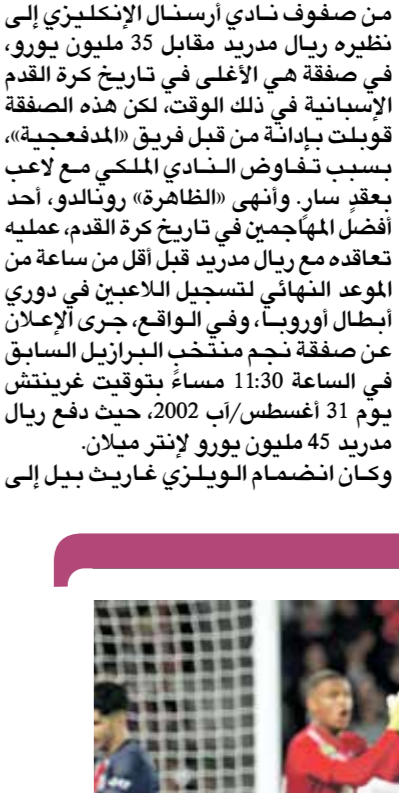 من صفوف نادي أرسنال الإنكليزي إلى
نظيره ريال مدريد مقابل 35 مليون يورو،
في صفقة هي الأغلى في تاريخ كرة القدم
الإسبانية في ذلك الوقت، لكن هذه الصفقة
قوبلت بإدانة من قبل فريق «المدفعجية»،
بسبب تفاوض النادي الملكي مع لاعب
بعقدٍ سارٍ. وأنهى «الظاهرة» رونالدو، أحد
أفضل المهاجمين في تاريخ كرة القدم، عمليه
تعاقده مع ريال مدريد قبل أقل من ساعة من
الموعد النهائي لتسجيل اللاعبين في دوري
أبطال أوروبا، وفي الواقع، جرى الإعلان
عن صفقة نجم منتخب البرازيل السابق
في الساعة 11:30 مساءً بتوقيت غرينتش
يوم 31 أغسطس/آب 2002، حيث دفع ريال
مدريد 45 مليون يورو لإنتر ميلان.
وكان انضمام الويلزي غاريث بيل إلى